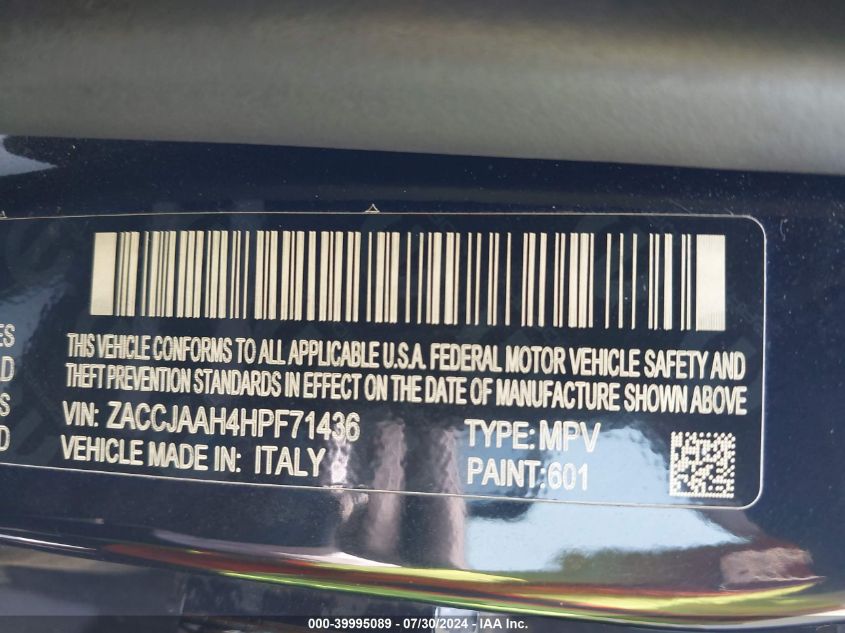 THIS VEHICLE CONFORMS TO ALL APPLICABLE U.S.A. FEDERAL MOTOR VEHICLE SAFETY AND
THEFT PREVENTION STANDARDS IN EFFECT ON THE DATE OF MANUFACTURE SHOWN ABOVE
VIN: ZACCJAAH4HPF71436
TYPE: MPV
VEHICLE MADE IN: ITALY
PAINT: 601
000-39995089 - 07/30/2024 - IAA Inc.